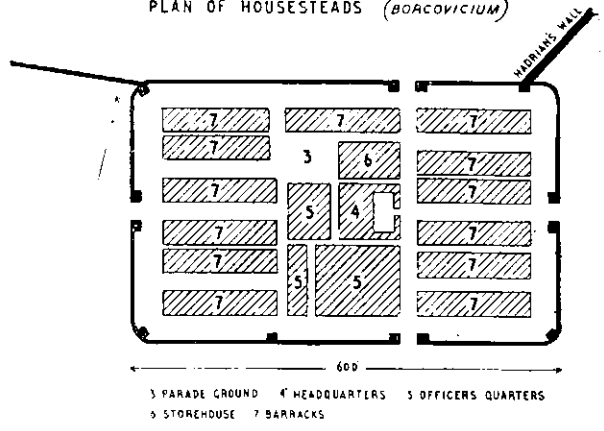 PLAN OF HOUSESTEADS (BORCOVICIUM)
HADRIAN'S WALL
7 7 7
7 3 6 7
7 5 4 7
7 7
7 5 5 7
7 7
600
3 PARADE GROUND 4 HEADQUARTERS 5 OFFICERS QUARTERS
6 STOREHOUSE 7 BARRACKS